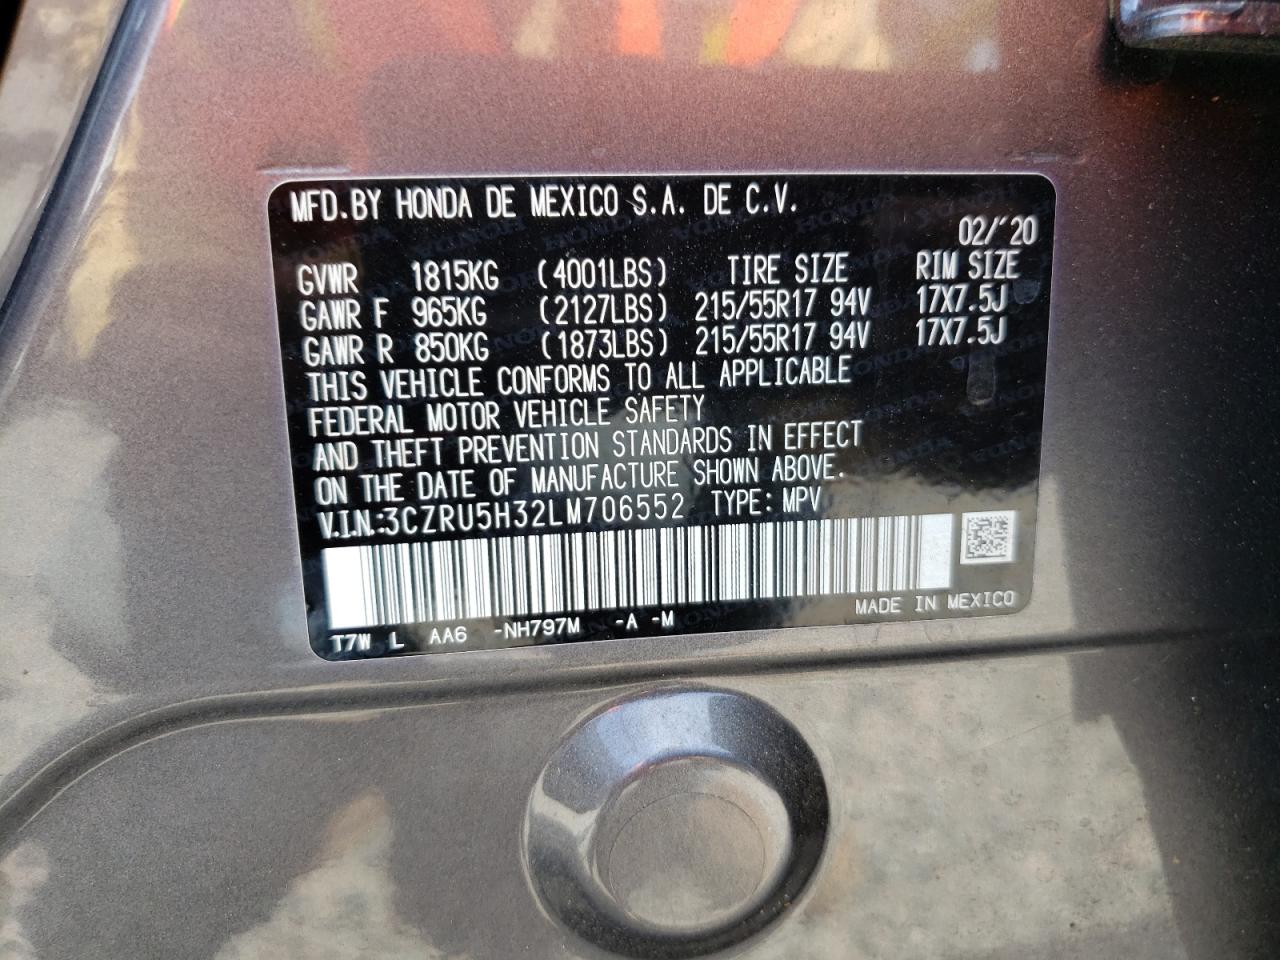 MFD.BY HONDA DE MEXICO S.A. DE C.V.
02/'20
GVWR 1815KG (4001LBS) TIRE SIZE RIM SIZE
GAWR F 965KG (2127LBS) 215/55R17 94V 17X7.5J
GAWR R 850KG (1873LBS) 215/55R17 94V 17X7.5J
THIS VEHICLE CONFORMS TO ALL APPLICABLE
FEDERAL MOTOR VEHICLE SAFETY
AND THEFT PREVENTION STANDARDS IN EFFECT
ON THE DATE OF MANUFACTURE SHOWN ABOVE.
V.I.N.:3CZRU5H32LM706552 TYPE: MPV
MADE IN MEXICO
T7W L AA6 -NH797M -A -M